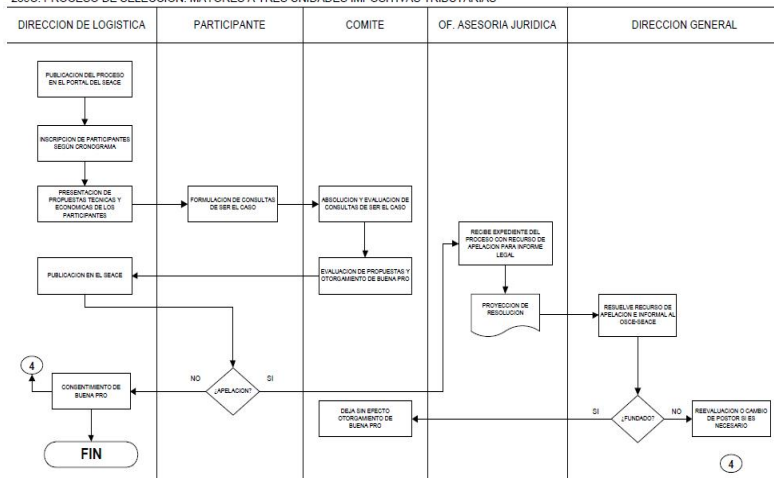 DIRECCION DE LOGISTICA
PARTICIPANTE
COMITE
OF. ASESORIA JURIDICA
DIRECCION GENERAL
PUBLICACION DEL PROCESO
EN EL PORTAL DEL SEACE
INSCRIPCION DE PARTICIPANTES
SEGÚN CRONOGRAMA
PRESENTACION DE
PROPUESTAS TECNICAS Y
ECONOMICAS DE LOS
PARTICIPANTES
FORMULACION DE CONSULTAS
DE SER EL CASO
ABSOLUCION Y EVALUACION DE
CONSULTAS DE SER EL CASO
RECIBE EXPEDIENTE DEL
PROCESO CON RECURSO DE
APELACION PARA INFORME
LEGAL
PUBLICACION EN EL SEACE
EVALUACION DE PROPUESTAS Y
OTORGAMIENTO DE BUENA PRO
PROYECCION DE
RESOLUCION
RESUELVE RECURSO DE
APELACION E INFORMAL AL
OSCE-SEACE
4
CONSENTIMIENTO DE
BUENA PRO
NO
¿APELACION?
SI
DEJA SIN EFECTO
OTORGAMIENTO DE
BUENA PRO
SI
¿FUNDADO?
NO
REEVALUACION O CAMBIO
DE POSTOR SI ES
NECESARIO
FIN
4